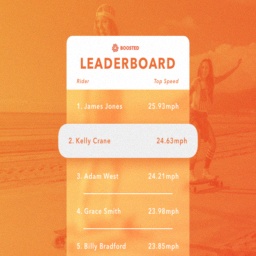 BOOSTED
LEADERBOARD
Rider Top Speed
1. James Jones 25.93mph
2. Kelly Crane 24.63mph
3. Adam West 24.21mph
4. Grace Smith 23.98mph
5. Billy Bradford 23.85mph